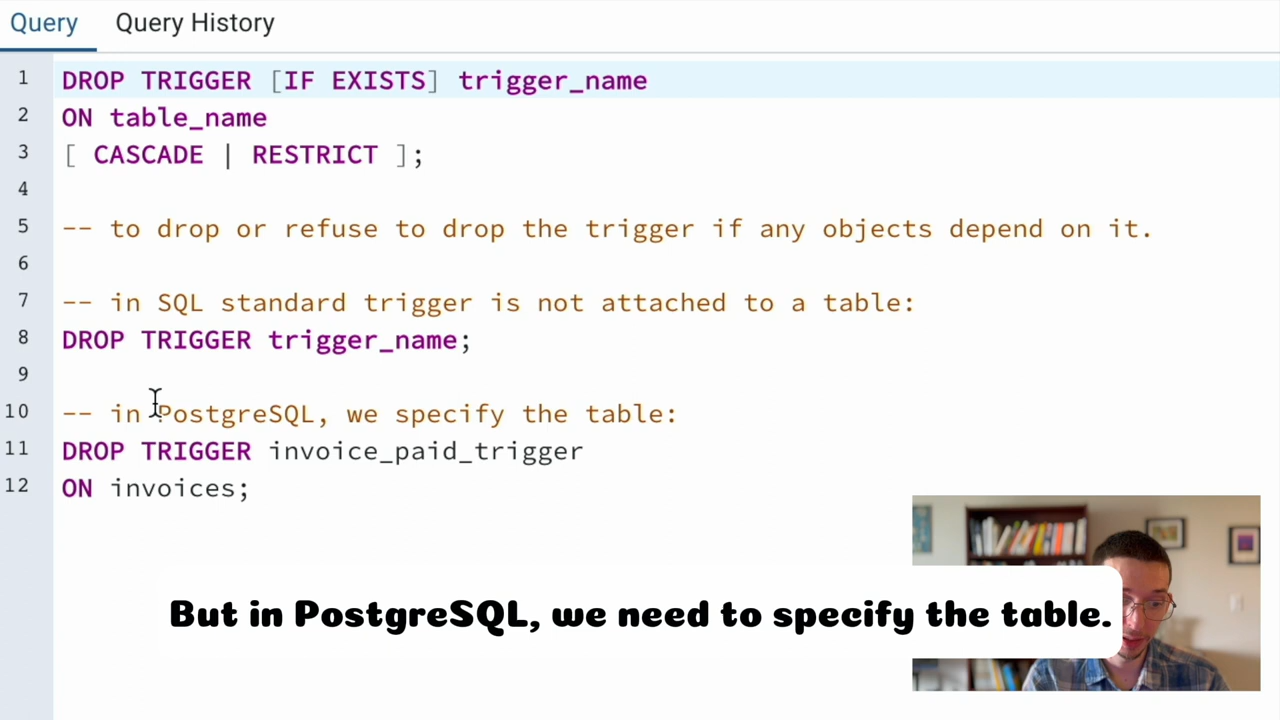 Query Query History
1 DROP TRIGGER [IF EXISTS] trigger_name
2 ON table_name
3 [ CASCADE | RESTRICT ];
4
5 -- to drop or refuse to drop the trigger if any objects depend on it.
6
7 -- in SQL standard trigger is not attached to a table:
8 DROP TRIGGER trigger_name;
9
10 -- in PostgreSQL, we specify the table:
11 DROP TRIGGER invoice_paid_trigger
12 ON invoices;
But in PostgreSQL, we need to specify the table.